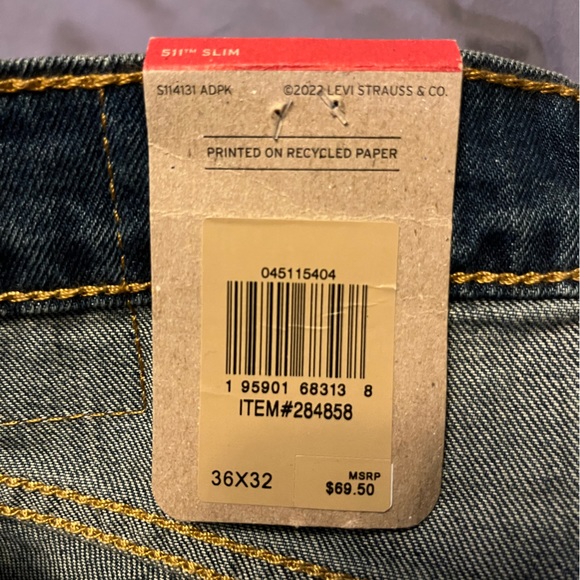 511™ SLIM
S114131 ADPK ©2022 LEVI STRAUSS & CO.
PRINTED ON RECYCLED PAPER
045115404
1 95901 68313 8
ITEM#284858
36X32
MSRP
$69.50